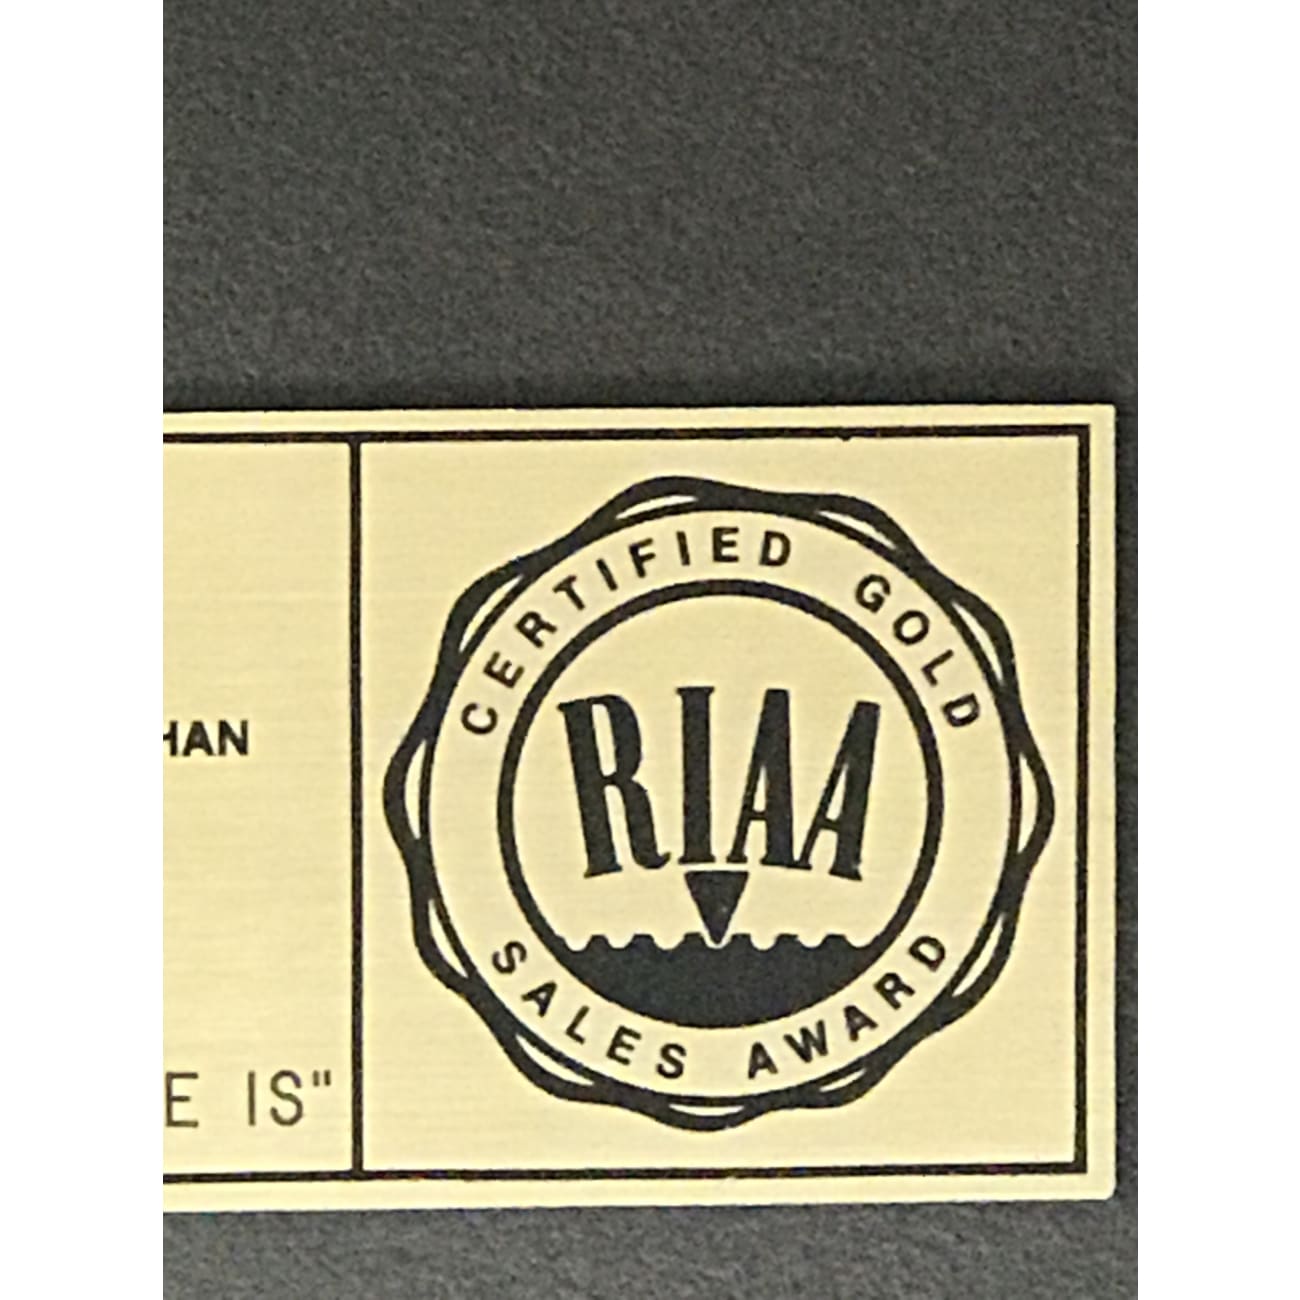 HAN
E IS"
CERTIFIED GOLD
RIAA
SALES AWARD